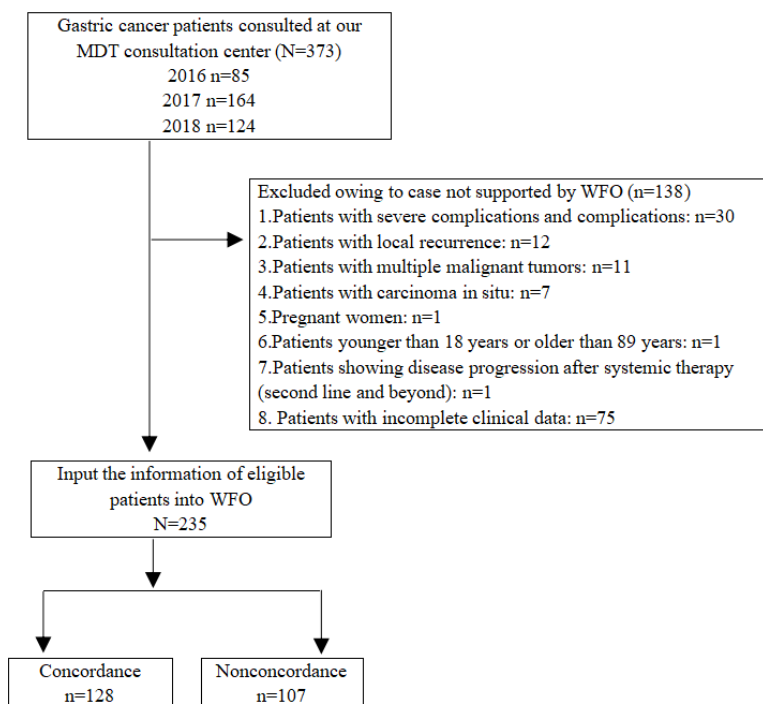 Gastric cancer patients consulted at our
MDT consultation center (N=373)
2016 n=85
2017 n=164
2018 n=124
Excluded owing to case not supported by WFO (n=138)
1.Patients with severe complications and complications: n=30
2.Patients with local recurrence: n=12
3.Patients with multiple malignant tumors: n=11
4.Patients with carcinoma in situ: n=7
5.Pregnant women: n=1
6.Patients younger than 18 years or older than 89 years: n=1
7.Patients showing disease progression after systemic therapy
(second line and beyond): n=1
8. Patients with incomplete clinical data: n=75
Input the information of eligible
patients into WFO
N=235
Concordance
n=128
Nonconcordance
n=107